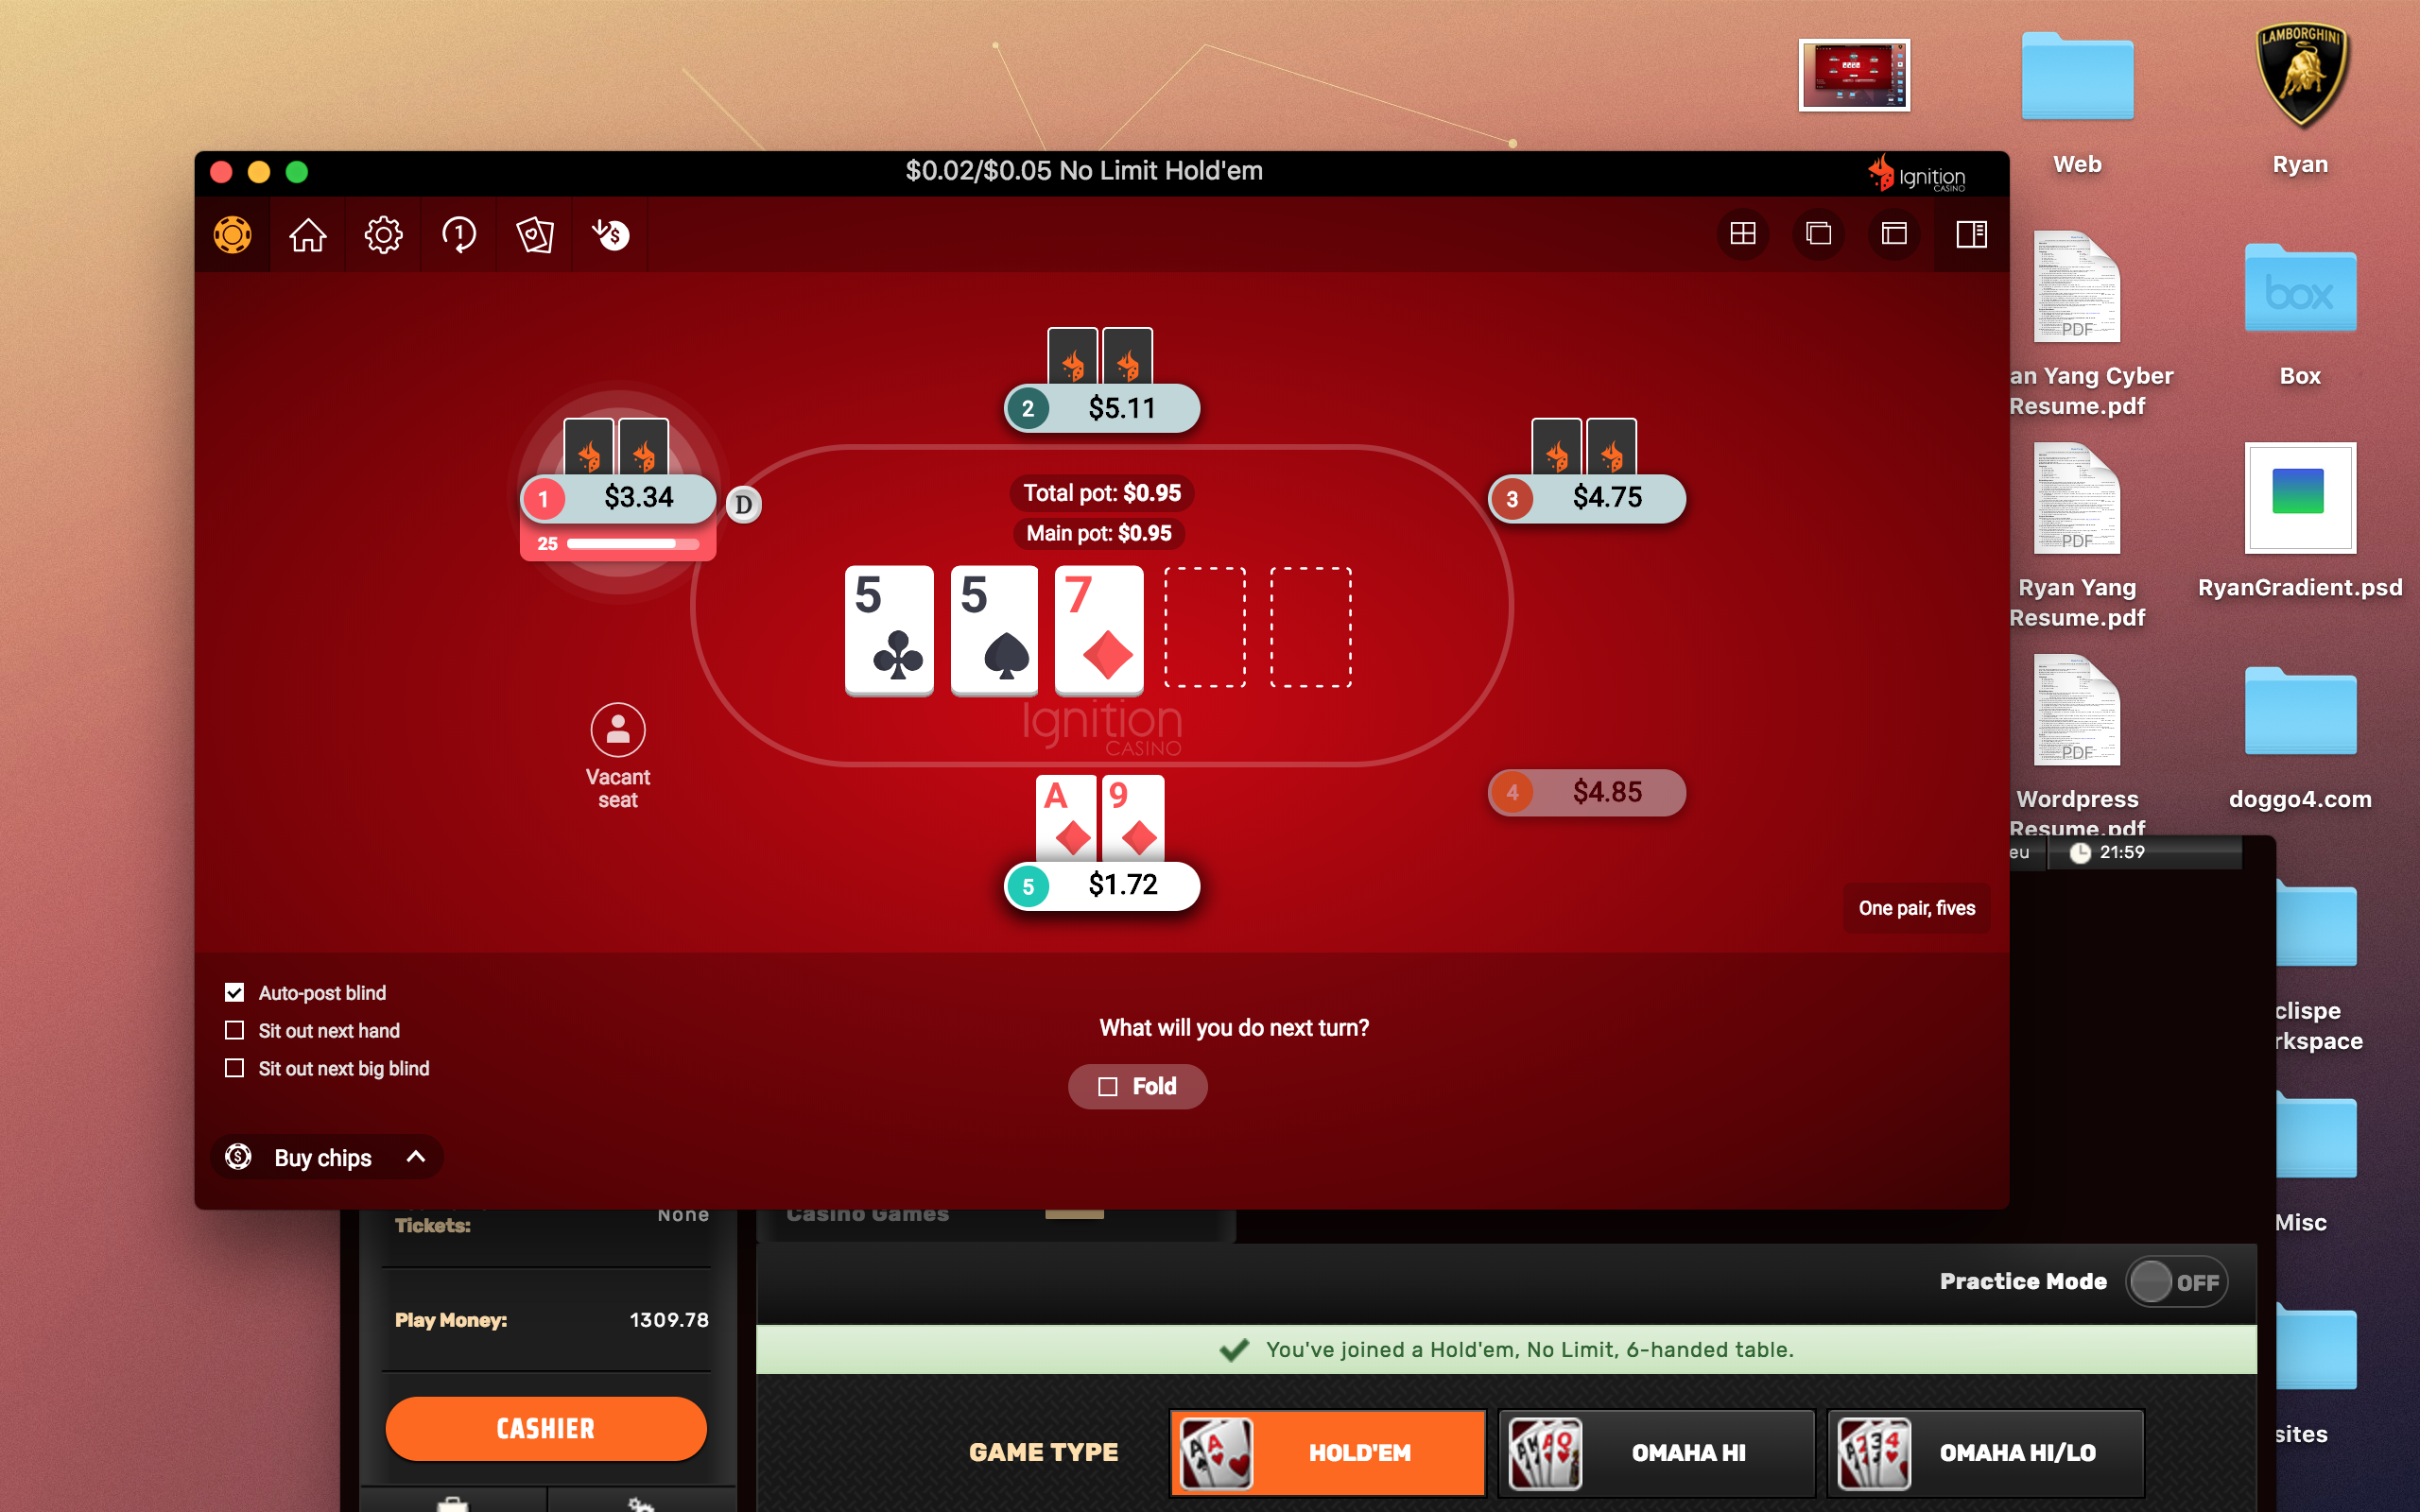 LAMBORGHINI
Web
Ryan
$0.02/$0.05 No Limit Hold'em
Ignition
CASINO
1
$
PDF
box
an Yang Cyber
Resume.pdf
Box
2
$5.11
1
$3.34
D
25
3
$4.75
Total pot: $0.95
Main pot: $0.95
PDF
Ryan Yang
Resume.pdf
RyanGradient.psd
5
5
7
Ignition
CASINO
Vacant
seat
PDF
A
9
4
$4.85
Wordpress
Resume.pdf
doggo4.com
5
$1.72
eu
21:59
One pair, fives
Auto-post blind
Sit out next hand
Sit out next big blind
What will you do next turn?
Fold
clispe
rkspace
$
Buy chips
Tickets:
None
Casino Games
Misc
Practice Mode
OFF
Play Money:
1309.78
You've joined a Hold'em, No Limit, 6-handed table.
CASHIER
GAME TYPE
A A
HOLD'EM
A K A Q
OMAHA HI
A 2 3 4
OMAHA HI/LO
sites